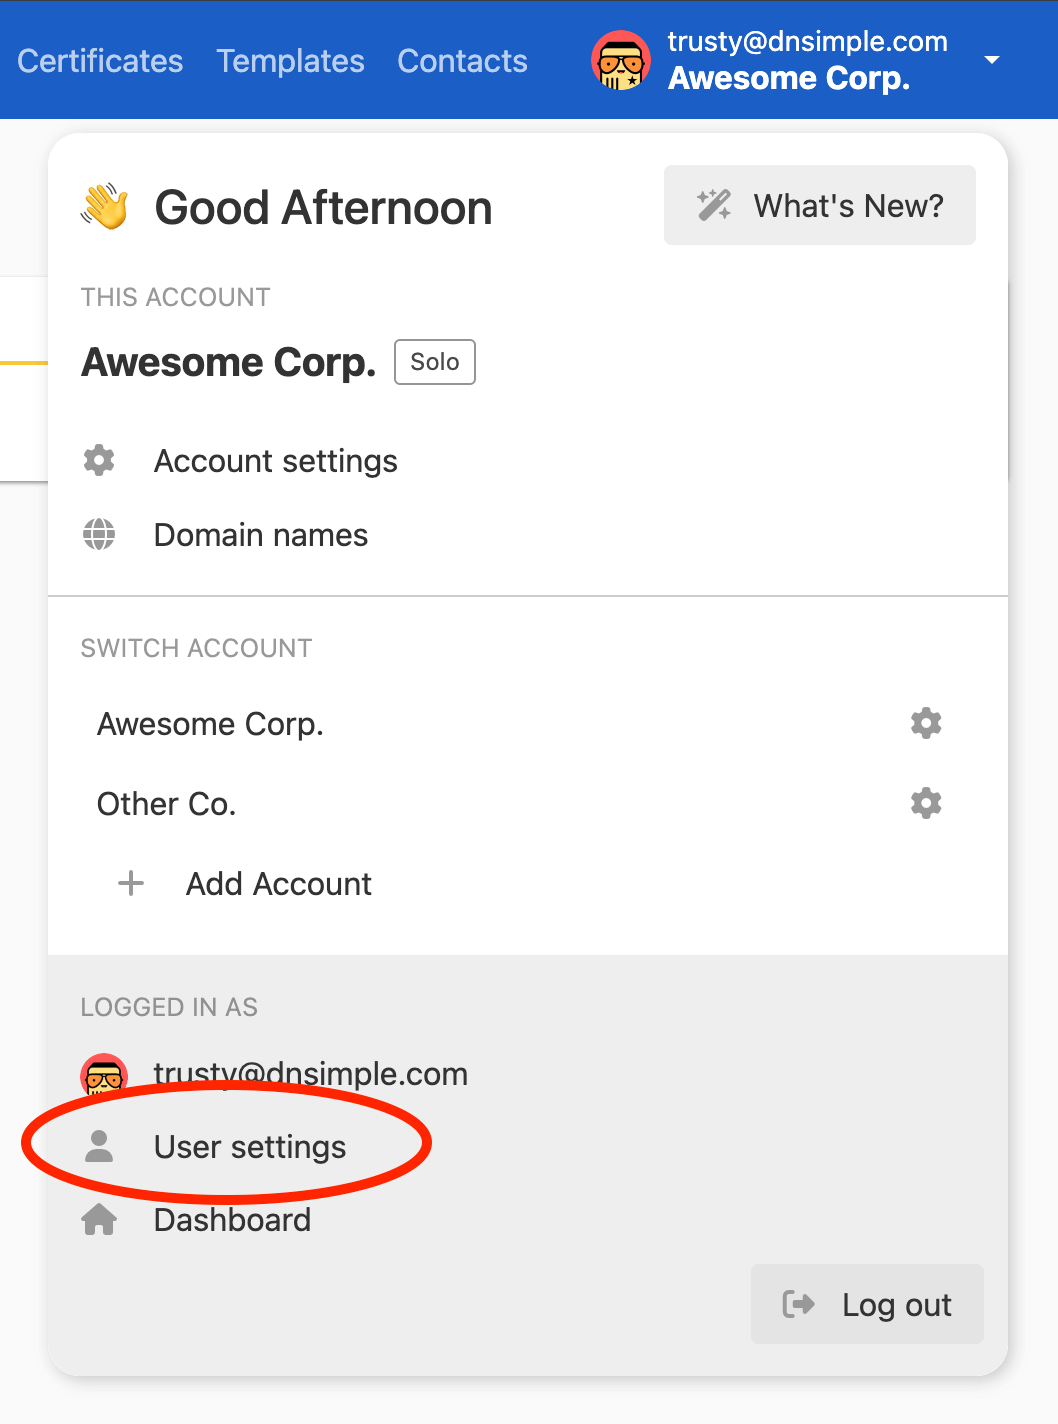 Certificates Templates Contacts
trusty@dnsimple.com
Awesome Corp.
Good Afternoon
What's New?
THIS ACCOUNT
Awesome Corp. Solo
Account settings
Domain names
SWITCH ACCOUNT
Awesome Corp.
Other Co.
Add Account
LOGGED IN AS
trusty@dnsimple.com
User settings
Dashboard
Log out